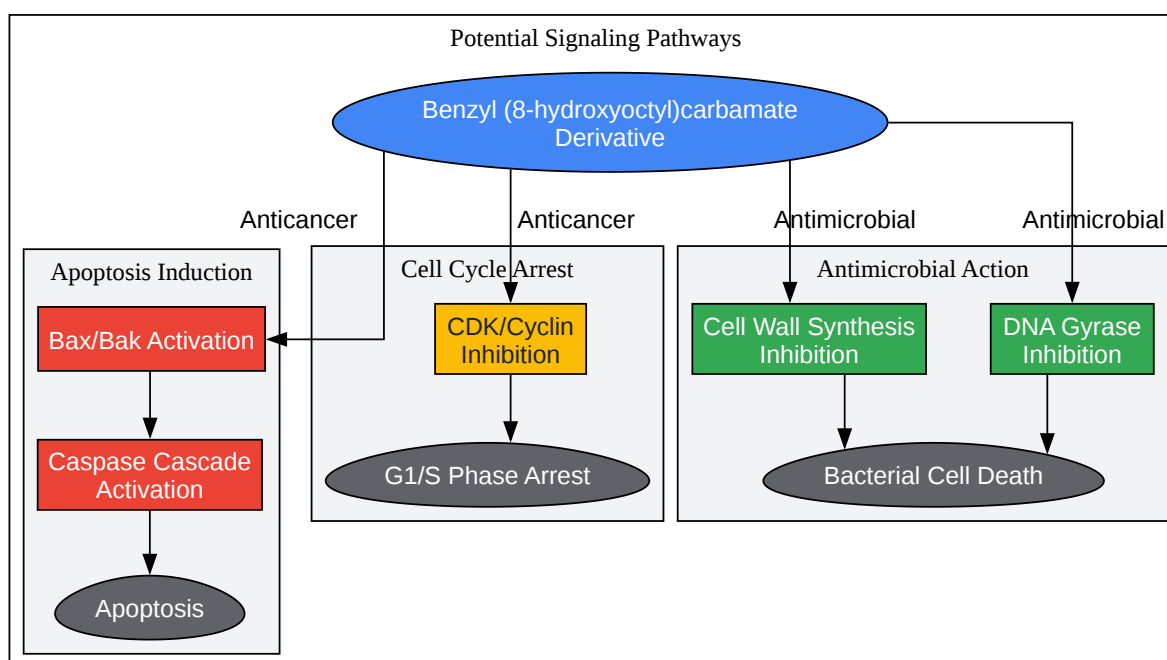 Potential Signaling Pathways
Benzyl (8-hydroxyoctyl)carbamate
Derivative
Anticancer
Anticancer
Antimicrobial
Antimicrobial
Apoptosis Induction
Bax/Bak Activation
Caspase Cascade
Activation
Apoptosis
Cell Cycle Arrest
CDK/Cyclin
Inhibition
G1/S Phase Arrest
Antimicrobial Action
Cell Wall Synthesis
Inhibition
DNA Gyrase
Inhibition
Bacterial Cell Death